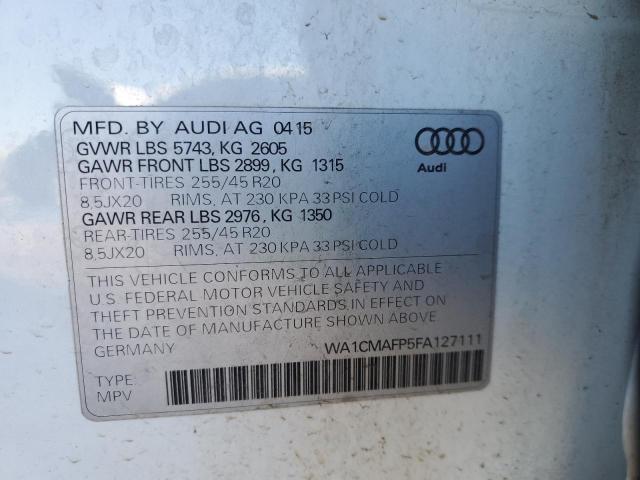 MFD. BY AUDI AG 04 15
GVWR LBS 5743, KG 2605
GAWR FRONT LBS 2899, KG 1315
FRONT-TIRES 255/45 R20
8,5JX20 RIMS, AT 230 KPA 33 PSI COLD
GAWR REAR LBS 2976, KG 1350
REAR-TIRES 255/45 R20
8,5JX20 RIMS, AT 230 KPA 33 PSI COLD
Audi
THIS VEHICLE CONFORMS TO ALL APPLICABLE
U.S. FEDERAL MOTOR VEHICLE SAFETY AND
THEFT PREVENTION STANDARDS IN EFFECT ON
THE DATE OF MANUFACTURE SHOWN ABOVE.
GERMANY WA1CMAFP5FA127111
TYPE:
MPV